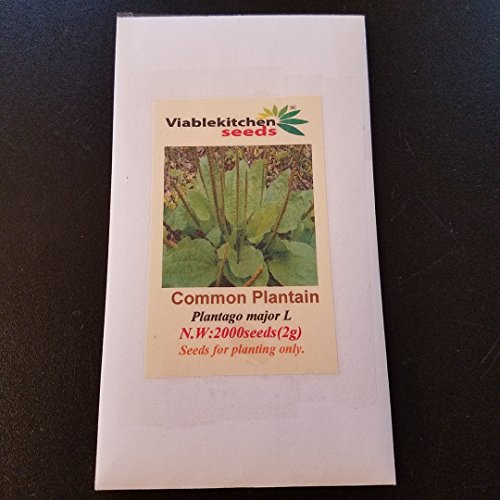 Viablekitchen
seeds
Common Plantain
Plantago major L
N.W:2000seeds(2g)
Seeds for planting only.